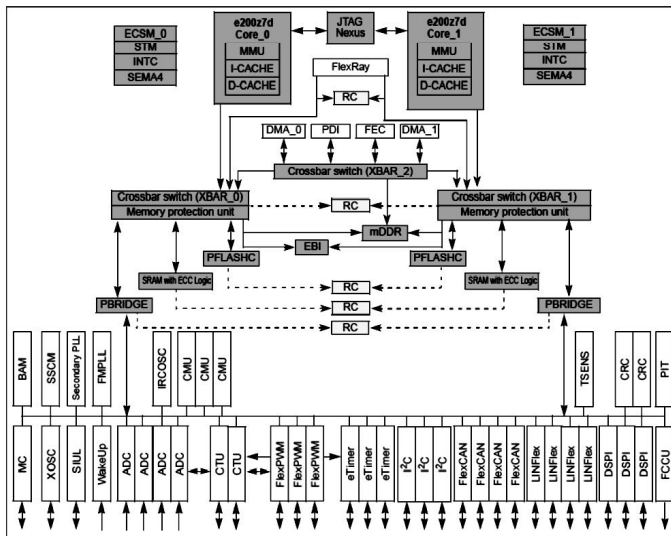 ECSM_0
STM
INTC
SEMA4
e200z7d
Core_0
MMU
I-CACHE
D-CACHE
JTAG
Nexus
e200z7d
Core_1
MMU
I-CACHE
D-CACHE
ECSM_1
STM
INTC
SEMA4
FlexRay
RC
DMA_0
PDI
FEC
DMA_1
Crossbar switch (XBAR_2)
Crossbar switch (XBAR_0)
Memory protection unit
RC
Crossbar switch (XBAR_1)
Memory protection unit
mDDR
EBI
PFLASHC
PFLASHC
SRAM with ECC Logic
RC
SRAM with ECC Logic
RC
PBRIDGE
RC
PBRIDGE
BAM
SSCM
Secondary PLL
FMPLL
IRCOSC
CMU
CMU
CMU
TSENS
CRC
CRC
PIT
MC
XOSC
SIUL
WakeUp
ADC
ADC
ADC
ADC
CTU
CTU
FlexPWM
FlexPWM
FlexPWM
eTimer
eTimer
eTimer
I²C
I²C
I²C
FlexCAN
FlexCAN
FlexCAN
FlexCAN
LINFlex
LINFlex
LINFlex
LINFlex
DSPI
DSPI
DSPI
FCCU